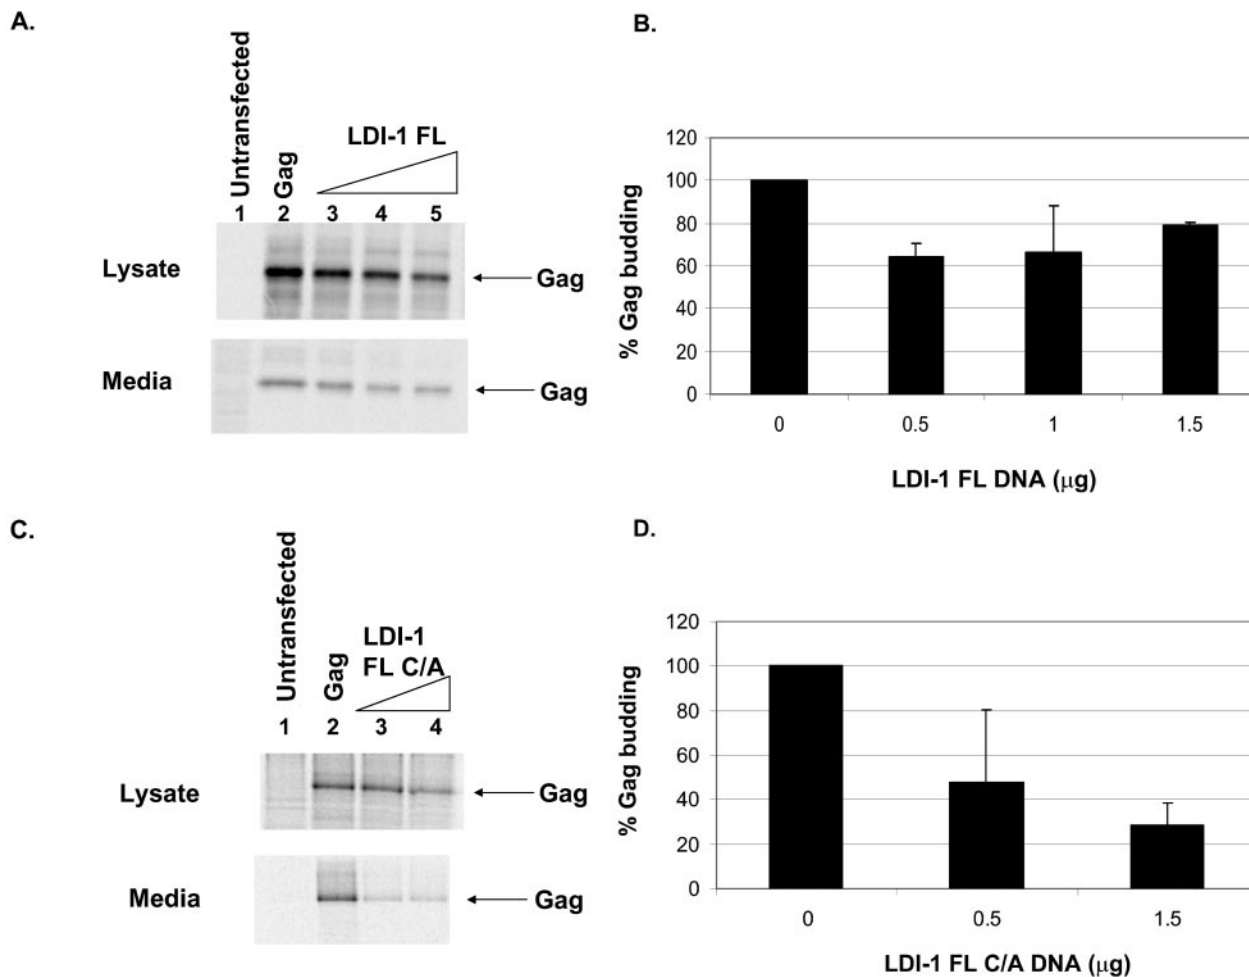 A.
Untransfected
Gag
LDI-1 FL
1 2 3 4 5
Lysate
Gag
Media
Gag
B.
% Gag budding
120
100
80
60
40
20
0
0 0.5 1 1.5
LDI-1 FL DNA (μg)
C.
Untransfected
Gag
LDI-1
FL C/A
1 2 3 4
Lysate
Gag
Media
Gag
D.
% Gag budding
120
100
80
60
40
20
0
0 0.5 1.5
LDI-1 FL C/A DNA (μg)